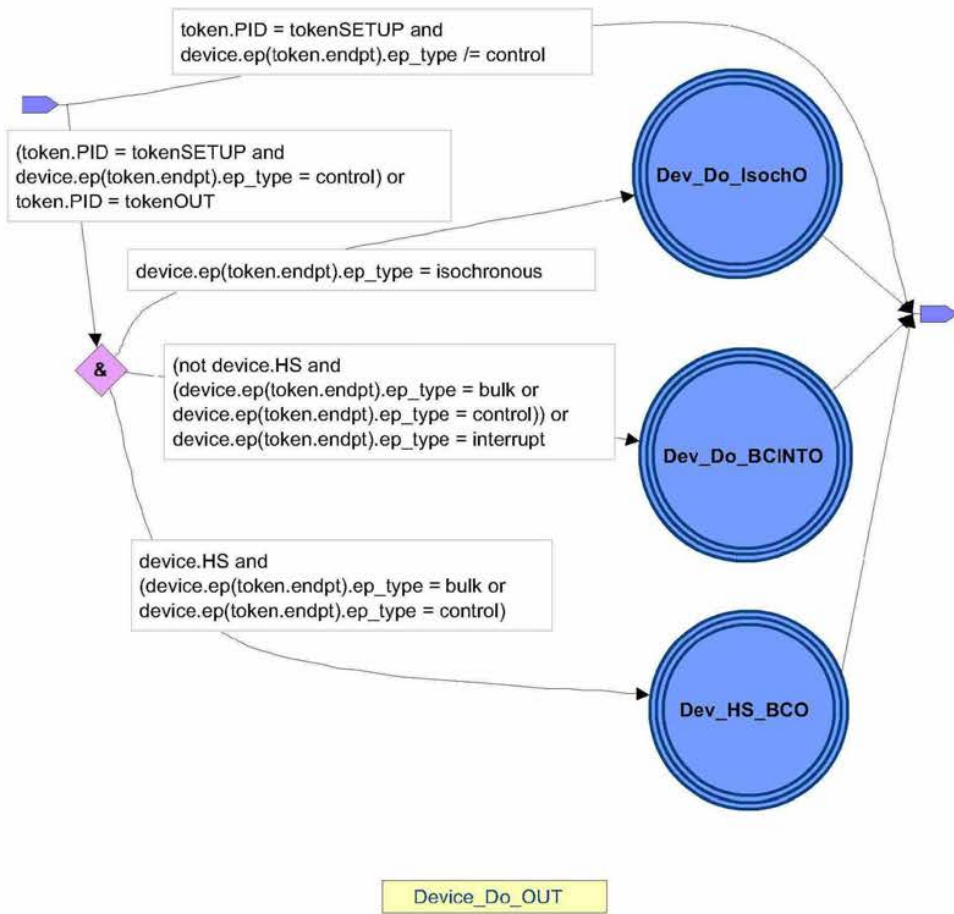 token.PID = tokenSETUP and
device.ep(token.endpt).ep_type /= control
(token.PID = tokenSETUP and
device.ep(token.endpt).ep_type = control) or
token.PID = tokenOUT
Dev_Do_IsochO
device.ep(token.endpt).ep_type = isochronous
&
(not device.HS and
(device.ep(token.endpt).ep_type = bulk or
device.ep(token.endpt).ep_type = control)) or
device.ep(token.endpt).ep_type = interrupt
Dev_Do_BCINTO
device.HS and
(device.ep(token.endpt).ep_type = bulk or
device.ep(token.endpt).ep_type = control)
Dev_HS_BCO
Device_Do_OUT